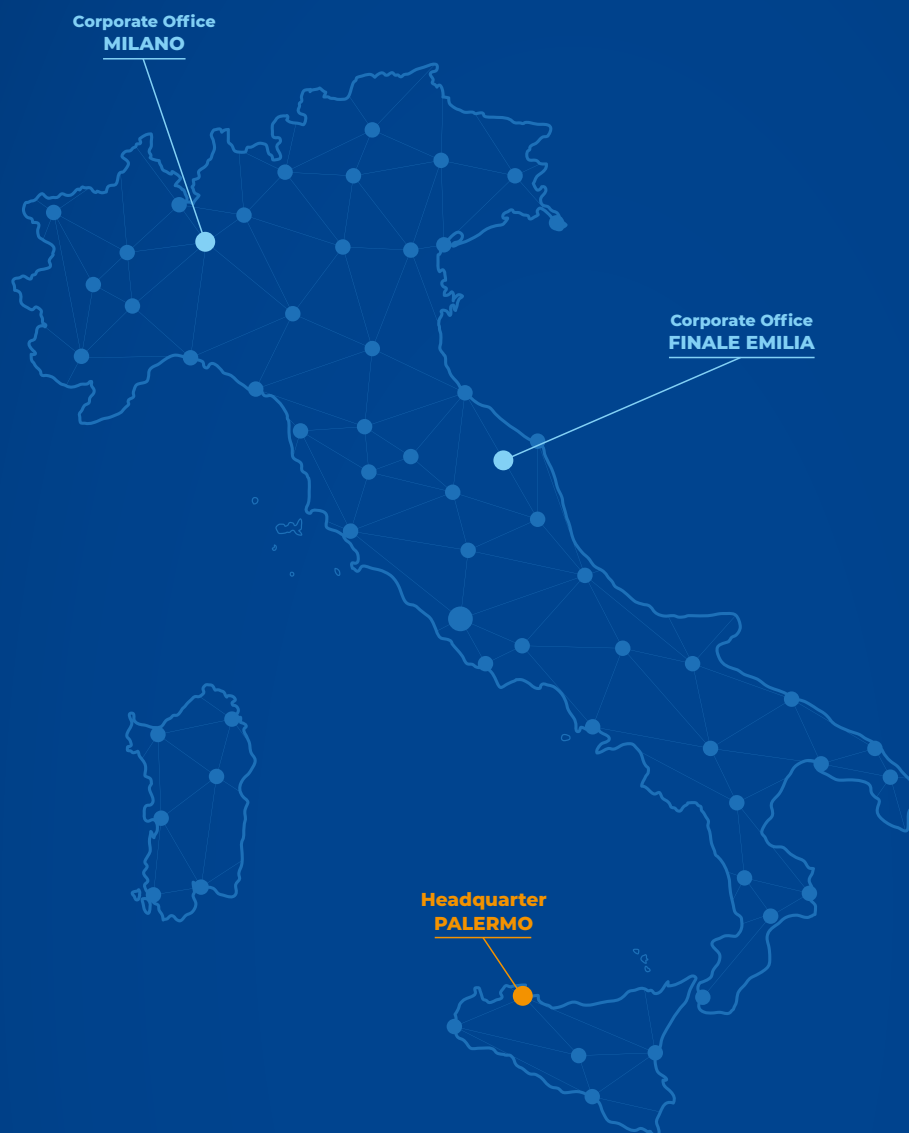 Corporate Office
MILANO
Corporate Office
FINALE EMILIA
Headquarter
PALERMO